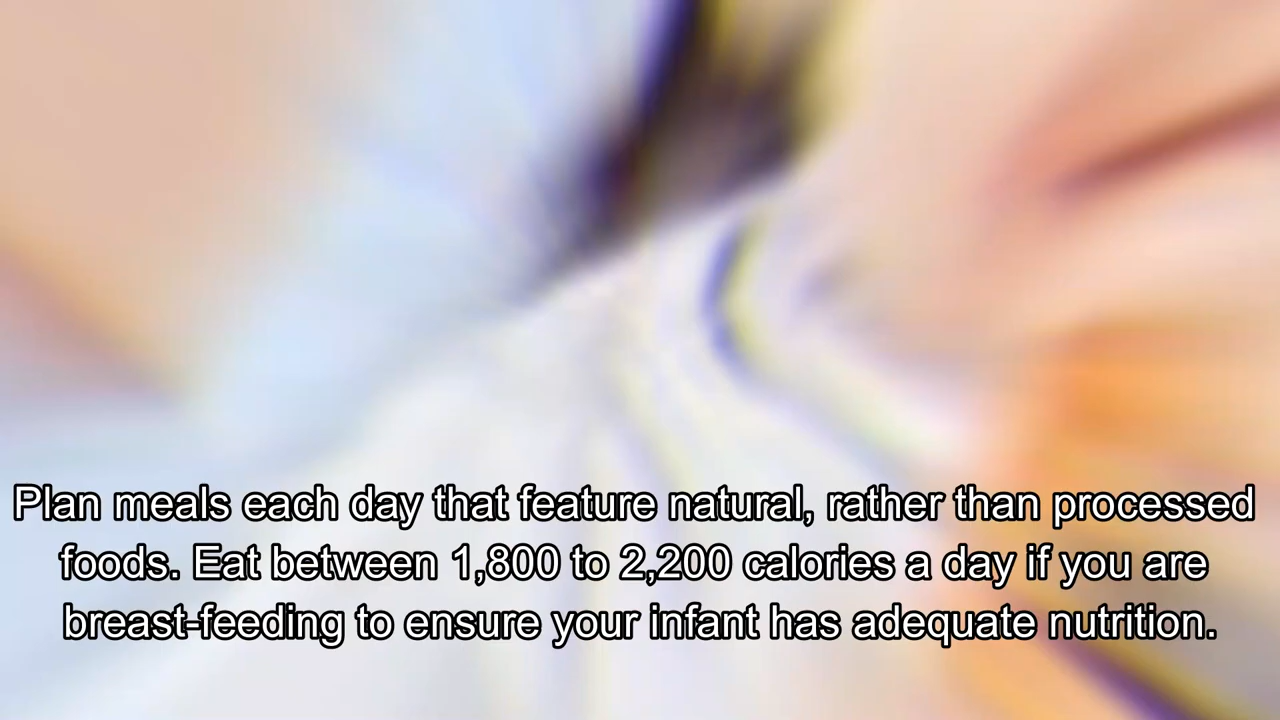 Plan meals each day that feature natural, rather than processed
foods. Eat between 1,800 to 2,200 calories a day if you are
breast-feeding to ensure your infant has adequate nutrition.